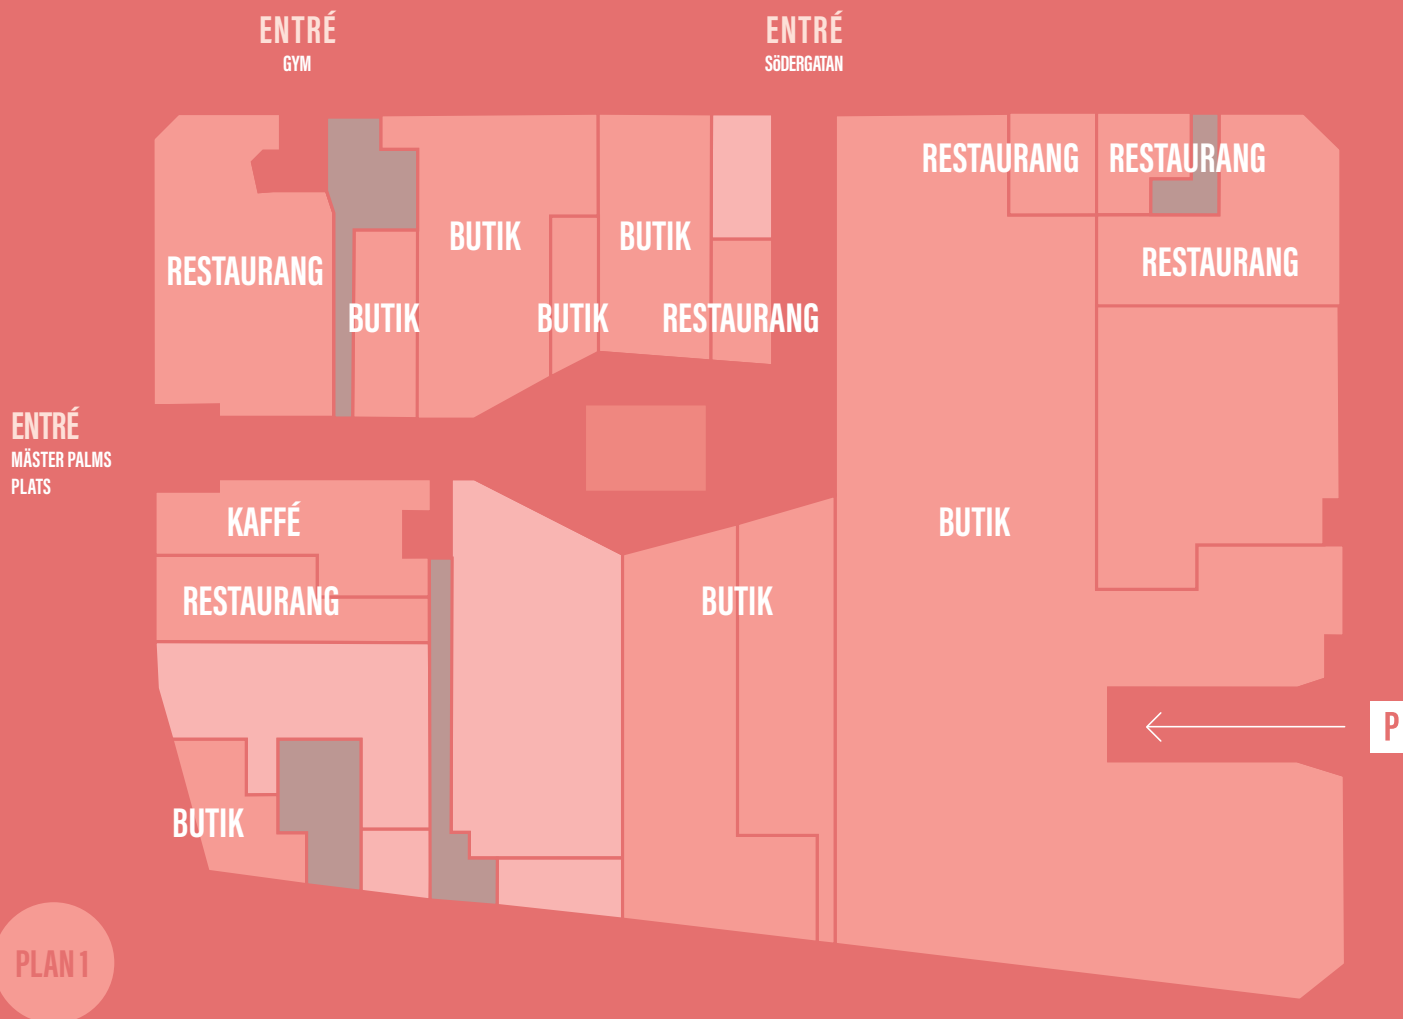 ENTRÉ
GYM
ENTRÉ
SöDERGATAN
RESTAURANG
RESTAURANG
BUTIK
BUTIK
RESTAURANG
RESTAURANG
BUTIK
BUTIK
RESTAURANG
ENTRÉ
MÄSTER PALMS
PLATS
KAFFÉ
BUTIK
RESTAURANG
BUTIK
P
BUTIK
PLAN 1